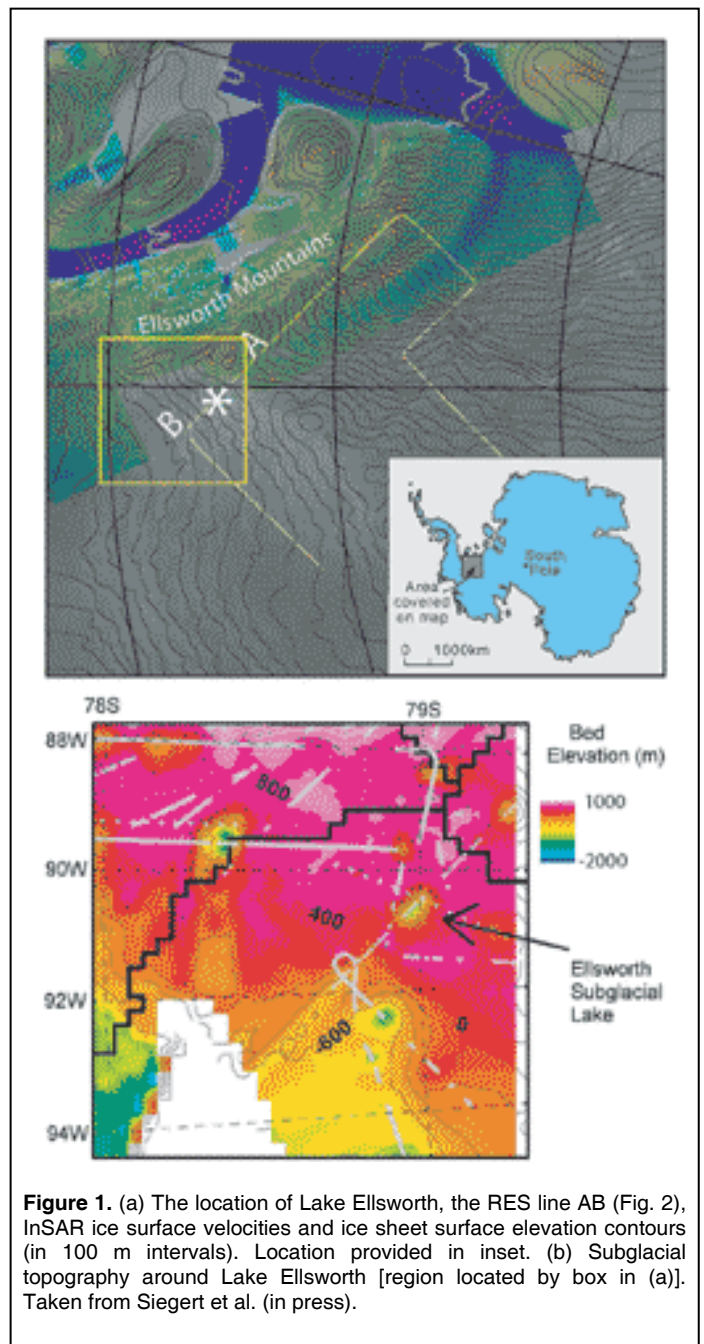 Ellsworth Mountains
A
B
South
Pole
Area
covered
on map
0 1000km
78S
79S
88W
90W
92W
94W
800
400
-600
0
Bed
Elevation (m)
1000
-2000
Ellsworth
Subglacial
Lake
Figure 1. (a) The location of Lake Ellsworth, the RES line AB (Fig. 2),
InSAR ice surface velocities and ice sheet surface elevation contours
(in 100 m intervals). Location provided in inset. (b) Subglacial
topography around Lake Ellsworth [region located by box in (a)].
Taken from Siegert et al. (in press).